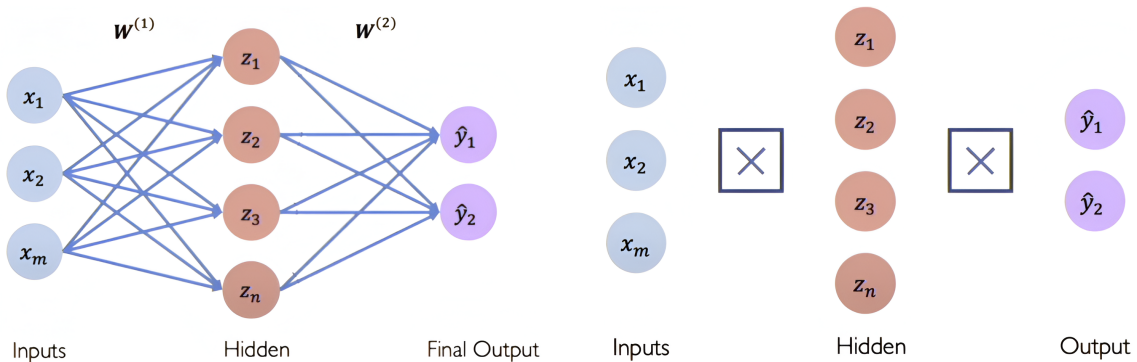 W⁽¹⁾ W⁽²⁾
x₁
x₂
xₘ
z₁
z₂
z₃
zₙ
ŷ₁
ŷ₂
Inputs Hidden Final Output
x₁
x₂
xₘ
z₁
z₂
z₃
zₙ
ŷ₁
ŷ₂
Inputs Hidden Output